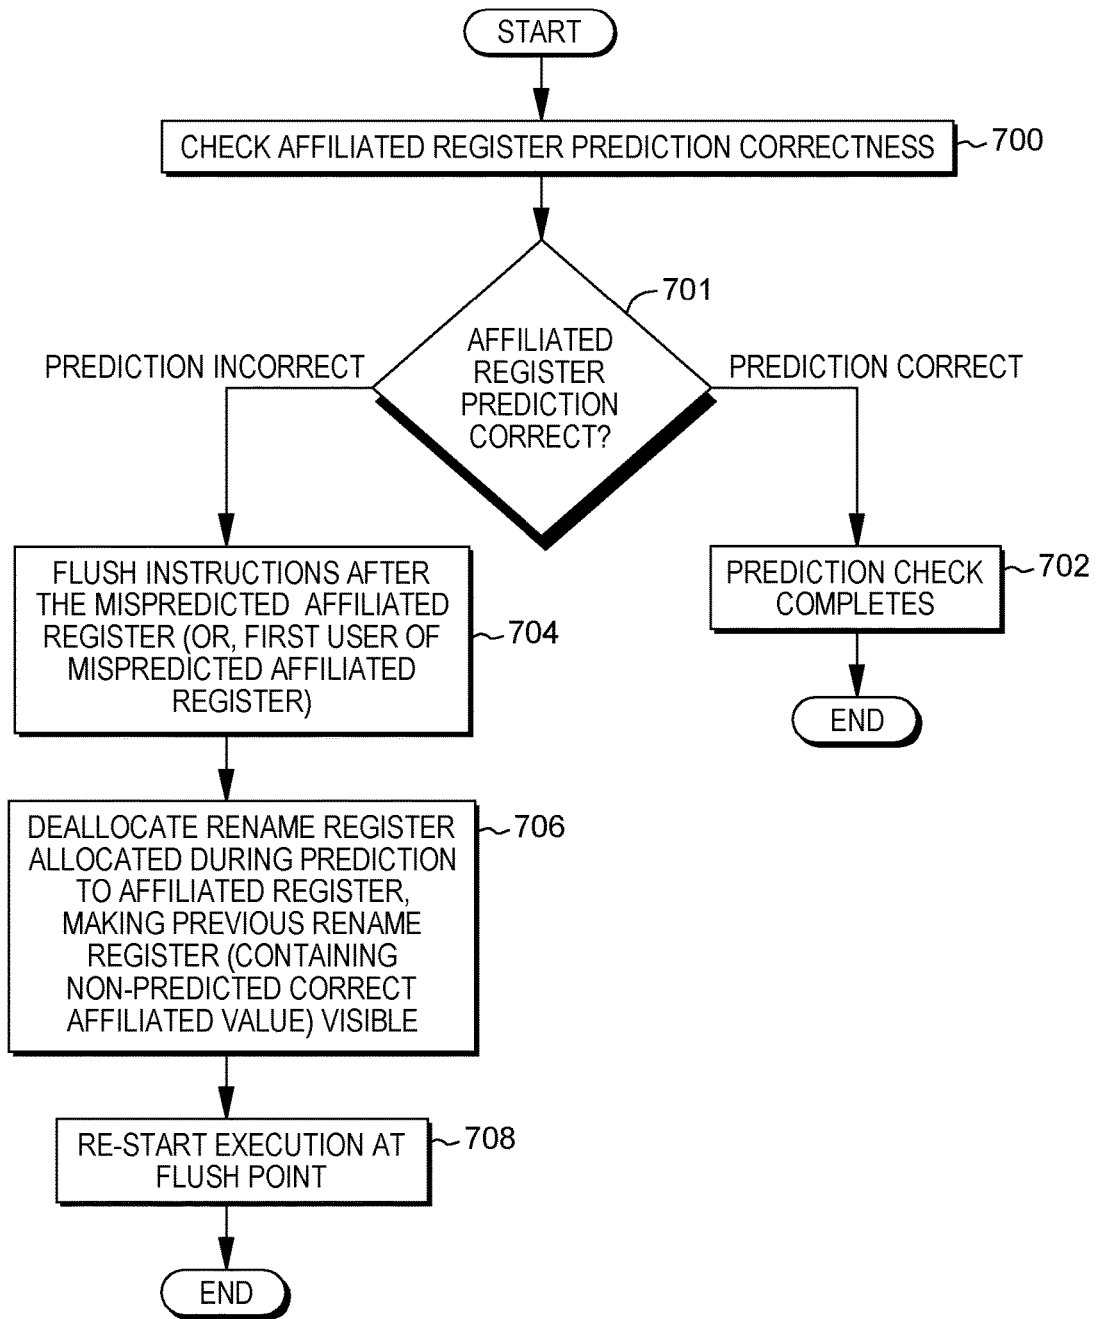 START
CHECK AFFILIATED REGISTER PREDICTION CORRECTNESS
700
701
AFFILIATED
REGISTER
PREDICTION
CORRECT?
PREDICTION INCORRECT
PREDICTION CORRECT
FLUSH INSTRUCTIONS AFTER
THE MISPREDICTED AFFILIATED
REGISTER (OR, FIRST USER OF
MISPREDICTED AFFILIATED
REGISTER)
704
PREDICTION CHECK
COMPLETES
702
END
DEALLOCATE RENAME REGISTER
ALLOCATED DURING PREDICTION
TO AFFILIATED REGISTER,
MAKING PREVIOUS RENAME
REGISTER (CONTAINING
NON-PREDICTED CORRECT
AFFILIATED VALUE) VISIBLE
706
RE-START EXECUTION AT
FLUSH POINT
708
END